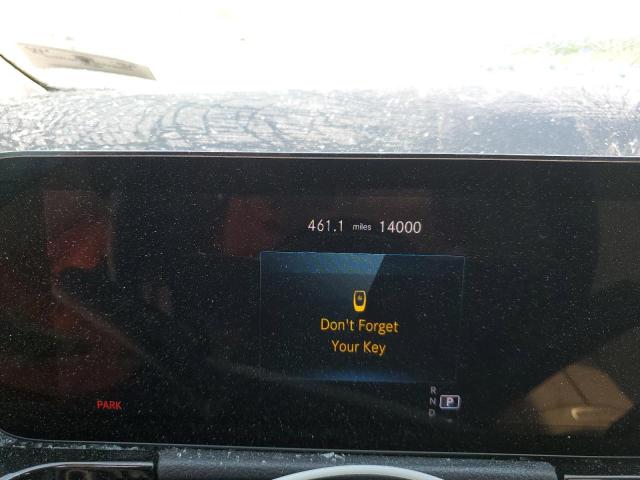 461.1 miles 14000
Don't Forget
Your Key
PARK
R
N P
D